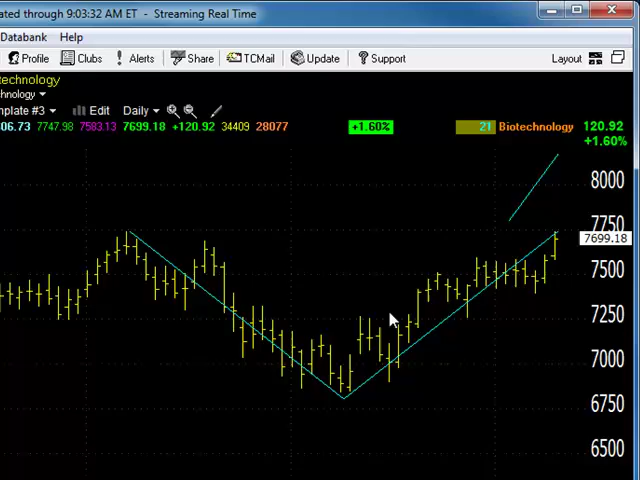 ated through 9:03:32 AM ET - Streaming Real Time
Databank Help
Profile Clubs Alerts Share TCMail Update Support Layout
technology
hnology
mplate #3 Edit Daily
06.73 7747.98 7583.13 7699.18 +120.92 34409 28077 +1.60% 21 Biotechnology 120.92
+1.60%
8000
7750
7699.18
7500
7250
7000
6750
6500